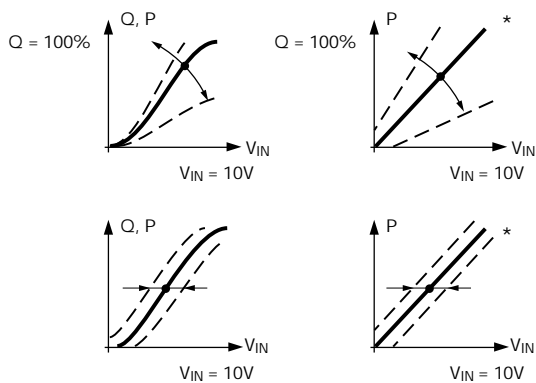 Q, P
Q = 100%
V_IN
V_IN = 10V
P
*
Q = 100%
V_IN
V_IN = 10V
Q, P
V_IN
V_IN = 10V
P
*
V_IN
V_IN = 10V